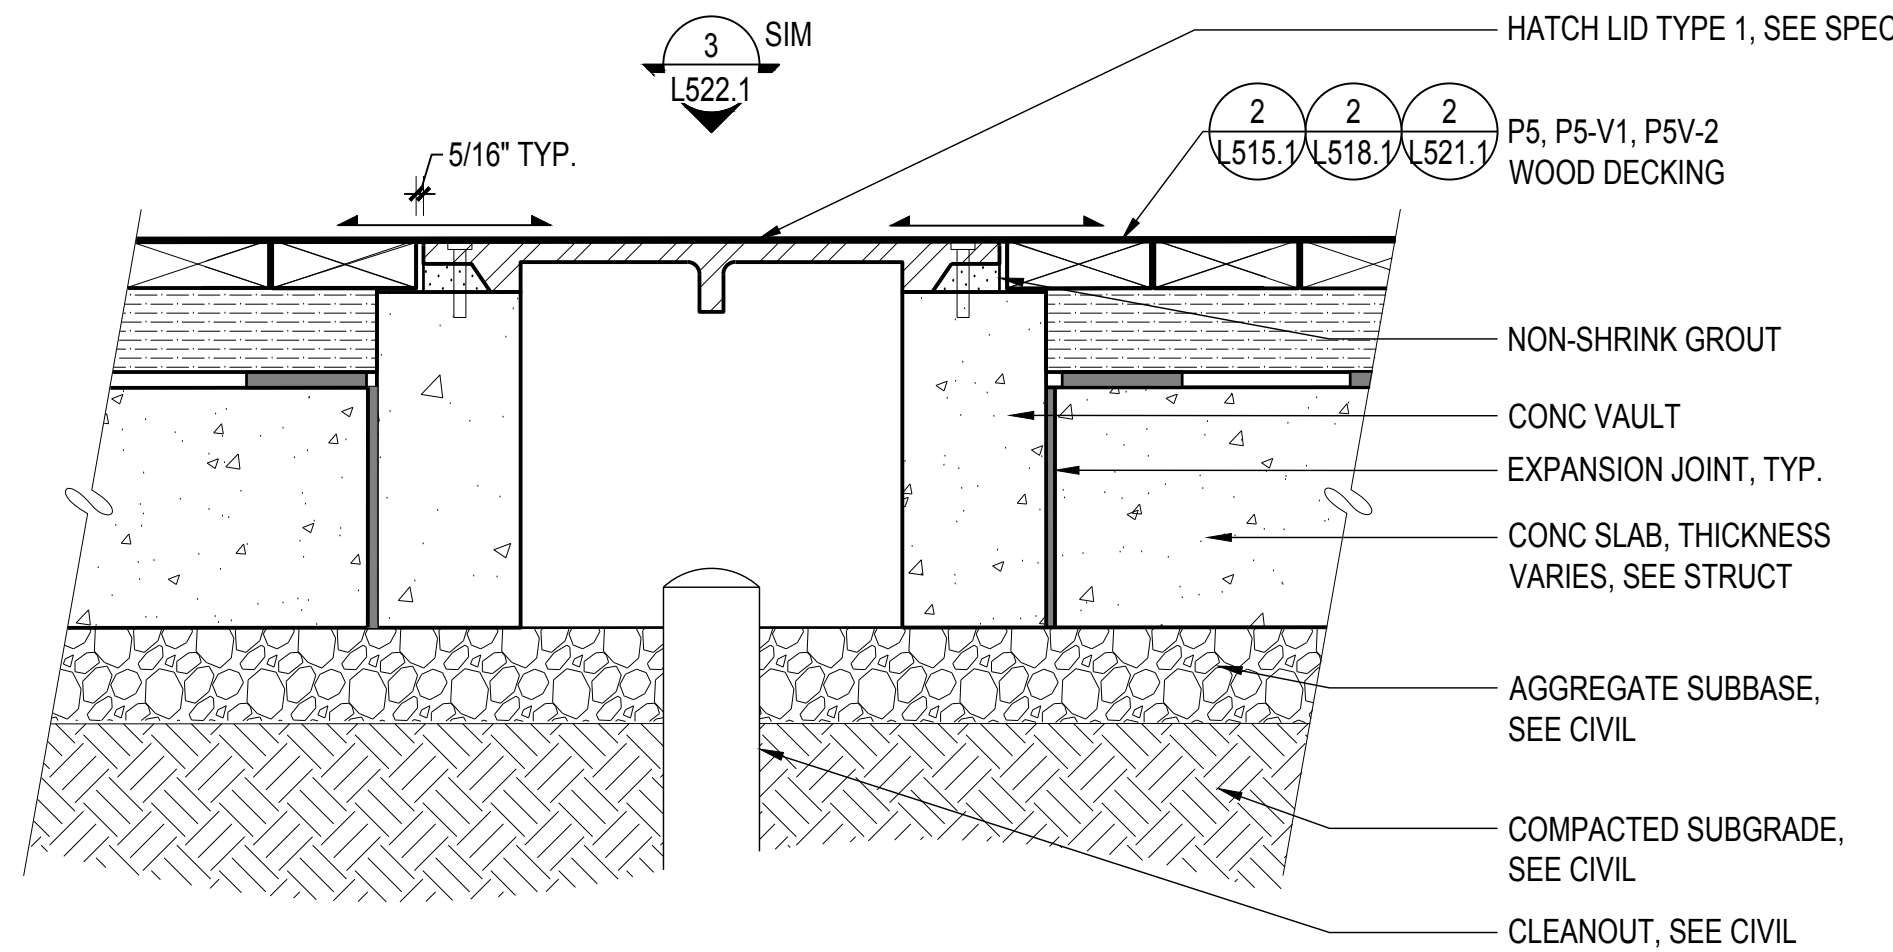 3
SIM
L522.1
HATCH LID TYPE 1, SEE SPEC
2
2
2
L515.1
L518.1
L521.1
P5, P5-V1, P5V-2
WOOD DECKING
5/16" TYP.
NON-SHRINK GROUT
CONC VAULT
EXPANSION JOINT, TYP.
CONC SLAB, THICKNESS
VARIES, SEE STRUCT
AGGREGATE SUBBASE,
SEE CIVIL
COMPACTED SUBGRADE,
SEE CIVIL
CLEANOUT, SEE CIVIL